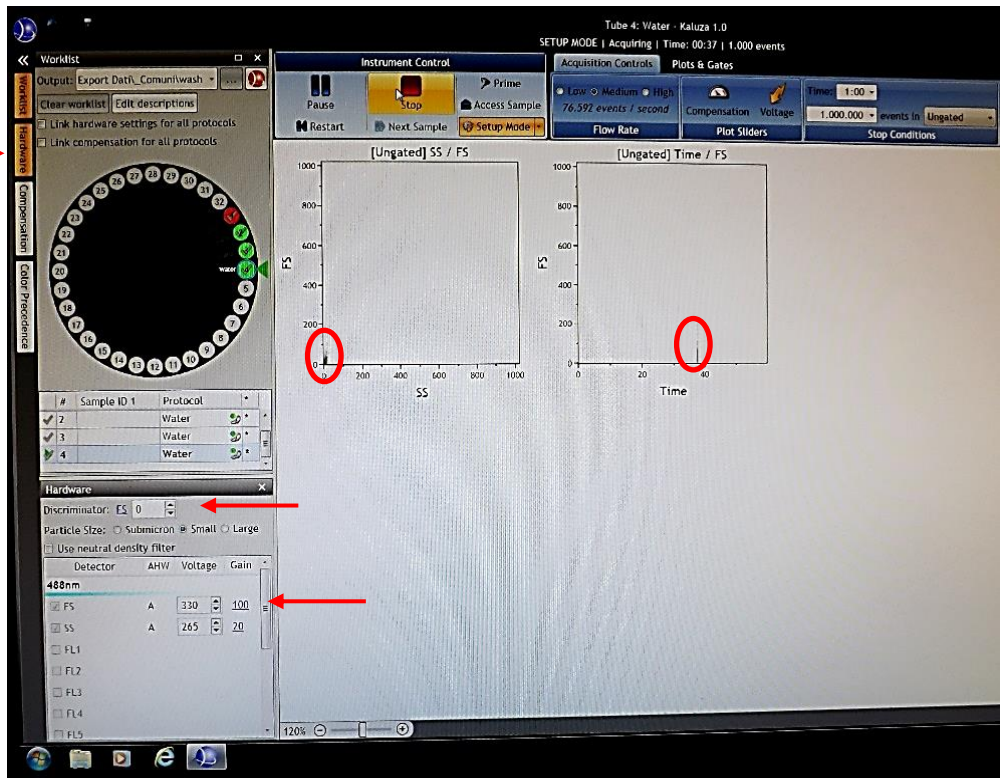 Tube 4: Water - Kaluza 1.0
SETUP MODE | Acquiring | Time: 00:37 | 1.000 events
Worklist
Output: Export Dati\_Comuni\wash ...
Clear worklist Edit descriptions
Link hardware settings for all protocols
Link compensation for all protocols
Worklist
Hardware
Compensation
Color Precedence
Instrument Control
Pause
Stop
Prime
Access Sample
Restart
Next Sample
Setup Mode
Acquisition Controls Plots & Gates
Low Medium High
76.592 events / second
Flow Rate
Compensation Voltage
Plot Sliders
Time: 1:00
1.000.000 events in Ungated
Stop Conditions
28 29 30 31 32
27 26 25 24 23 22 21 20 19 18 17 16 15 14 13 12 11 10 9 8 7 6 5
water
# Sample ID 1 Protocol *
2 Water *
3 Water *
4 Water *
Hardware
Discriminator: FS 0
Particle Size: Submicron Small Large
Use neutral density filter
Detector AHW Voltage Gain
488nm
FS A 330 100
SS A 265 20
FL1
FL2
FL3
FL4
FL5
[Ungated] SS / FS
1000
800
600
FS
400
200
0
0 200 400 600 800 1000
SS
[Ungated] Time / FS
1000
800
600
FS
400
200
0
0 20 40
Time
120%